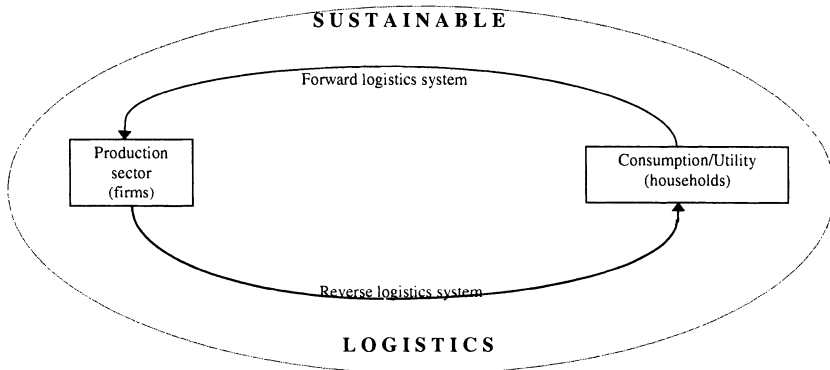 SUSTAINABLE
Forward logistics system
Production
sector
(firms)
Consumption/Utility
(households)
Reverse logistics system
LOGISTICS